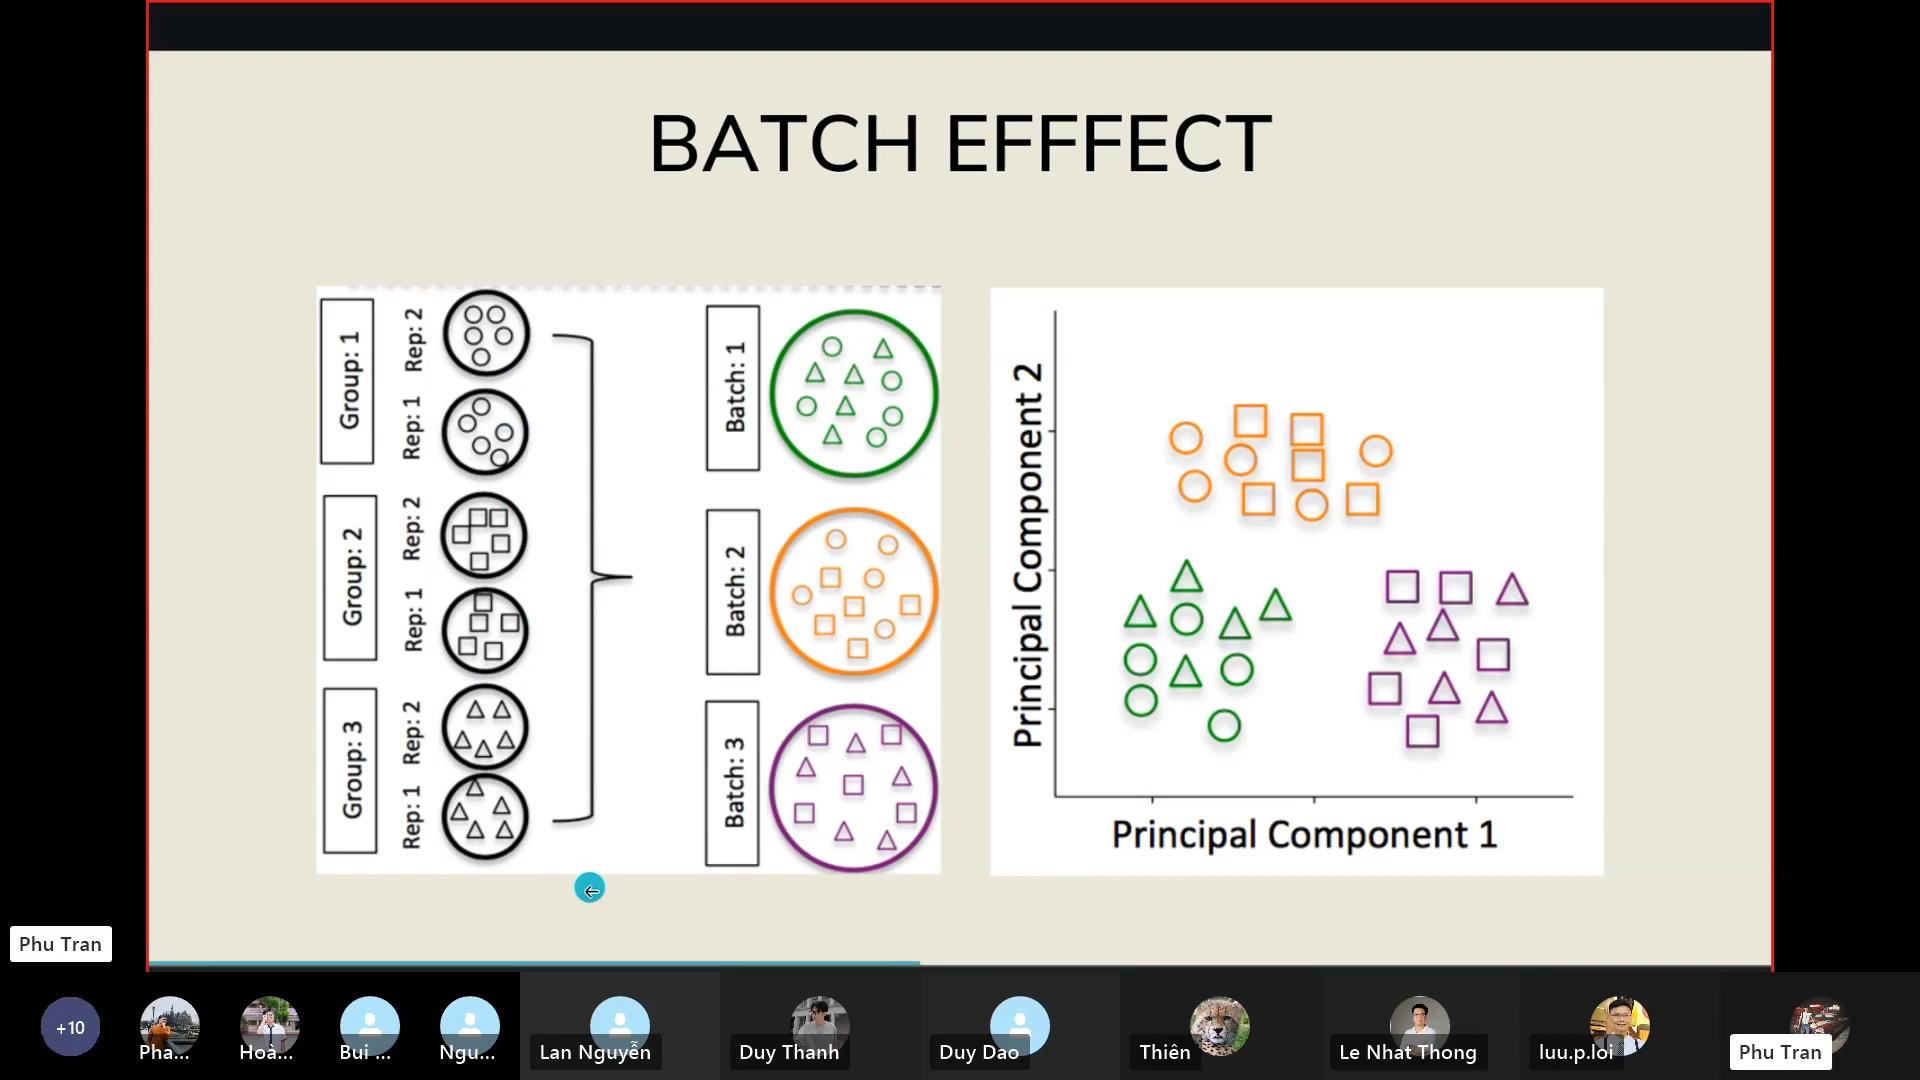 BATCH EFFFECT
Group: 1
Rep: 2
Rep: 1
Group: 2
Rep: 2
Rep: 1
Group: 3
Rep: 2
Rep: 1
Batch: 1
Batch: 2
Batch: 3
Principal Component 2
Principal Component 1
Phu Tran
+10
Pha...
Hoà...
Bui ...
Ngu...
Lan Nguyễn
Duy Thanh
Duy Dao
Thiên
Le Nhat Thong
luu.p.loi
Phu Tran